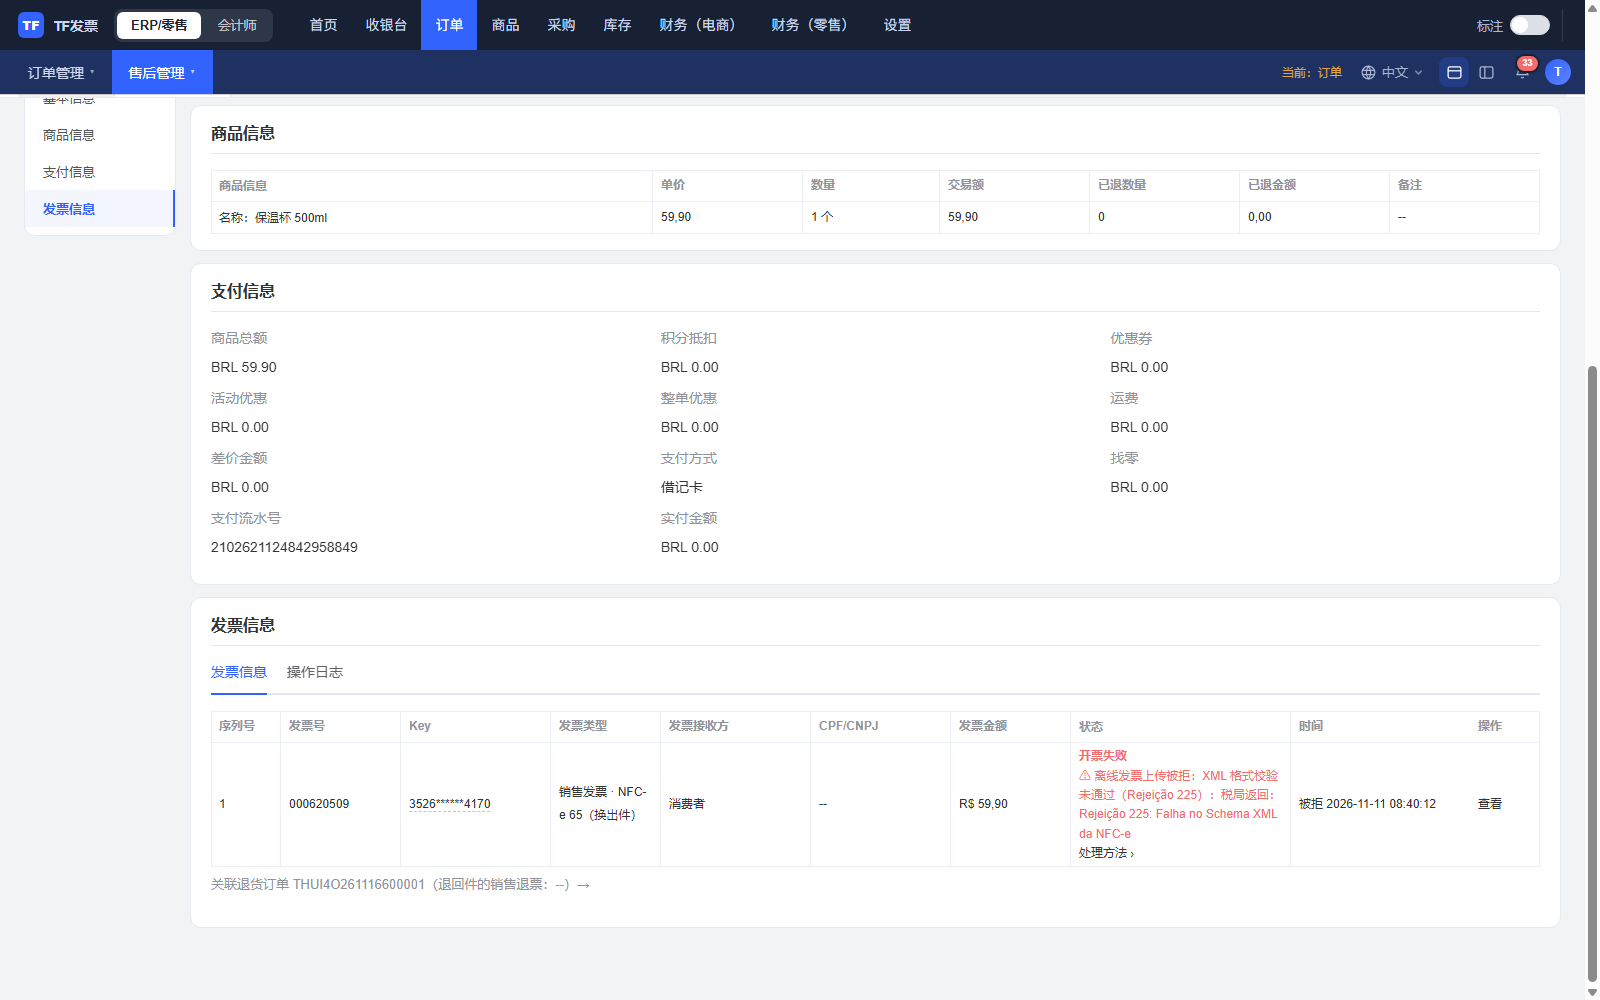 TF TF发票 ERP/零售 会计师 首页 收银台 订单 商品 采购 库存 财务（电商） 财务（零售） 设置 标注
订单管理 售后管理 当前：订单 中文 33 T
基本信息
商品信息
支付信息
发票信息
商品信息
商品信息 单价 数量 交易额 已退数量 已退金额 备注
名称：保温杯 500ml 59,90 1 个 59,90 0 0,00 --
支付信息
商品总额 积分抵扣 优惠券
BRL 59.90 BRL 0.00 BRL 0.00
活动优惠 整单优惠 运费
BRL 0.00 BRL 0.00 BRL 0.00
差价金额 支付方式 找零
BRL 0.00 借记卡 BRL 0.00
支付流水号 实付金额
2102621124842958849 BRL 0.00
发票信息
发票信息 操作日志
序列号 发票号 Key 发票类型 发票接收方 CPF/CNPJ 发票金额 状态 时间 操作
1 000620509 3526******4170 销售发票 · NFC-
e 65（换出件） 消费者 -- R$ 59,90 开票失败
⚠ 离线发票上传被拒：XML 格式校验
未通过（Rejeição 225）：税局返回：
Rejeição 225: Falha no Schema XML
da NFC-e
处理方法 ›
被拒 2026-11-11 08:40:12 查看
关联退货订单 THUI4O261116600001（退回件的销售退票：--）→